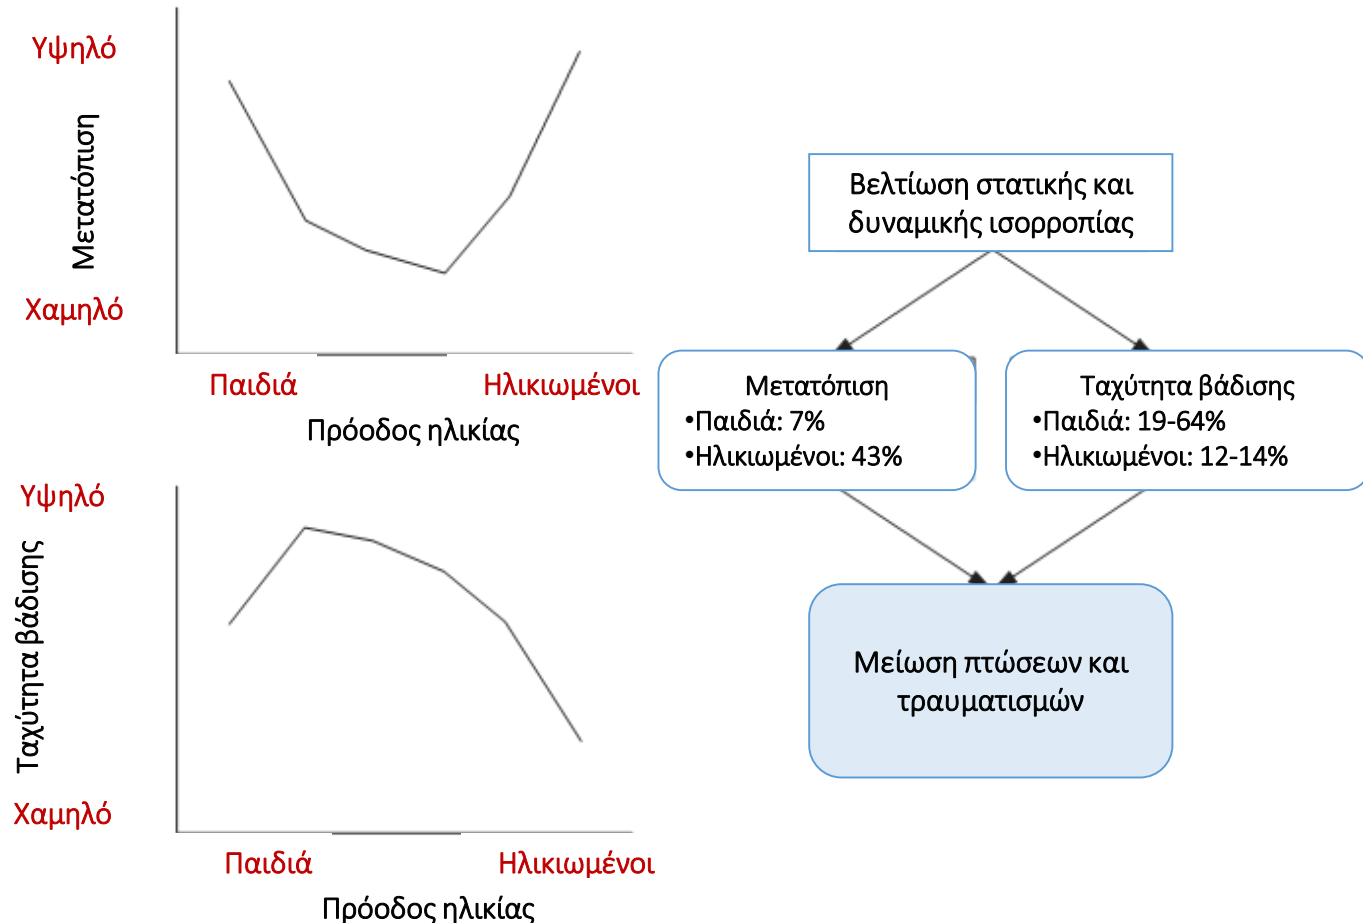 Υψηλό
Μετατόπιση
Χαμηλό
Παιδιά
Ηλικιωμένοι
Πρόοδος ηλικίας
Υψηλό
Ταχύτητα βάδισης
Χαμηλό
Παιδιά
Ηλικιωμένοι
Πρόοδος ηλικίας
Βελτίωση στατικής και
δυναμικής ισορροπίας
Μετατόπιση
•Παιδιά: 7%
•Ηλικιωμένοι: 43%
Ταχύτητα βάδισης
•Παιδιά: 19-64%
•Ηλικιωμένοι: 12-14%
Μείωση πτώσεων και
τραυματισμών